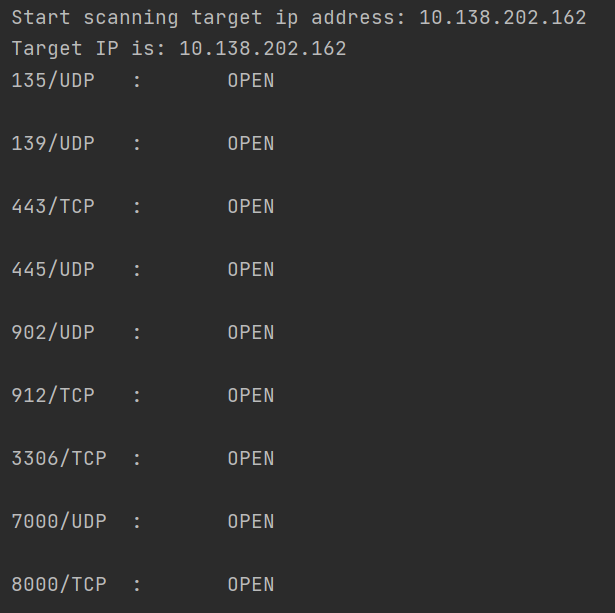 Start scanning target ip address: 10.138.202.162
Target IP is: 10.138.202.162
135/UDP : OPEN
139/UDP : OPEN
443/TCP : OPEN
445/UDP : OPEN
902/UDP : OPEN
912/TCP : OPEN
3306/TCP : OPEN
7000/UDP : OPEN
8000/TCP : OPEN